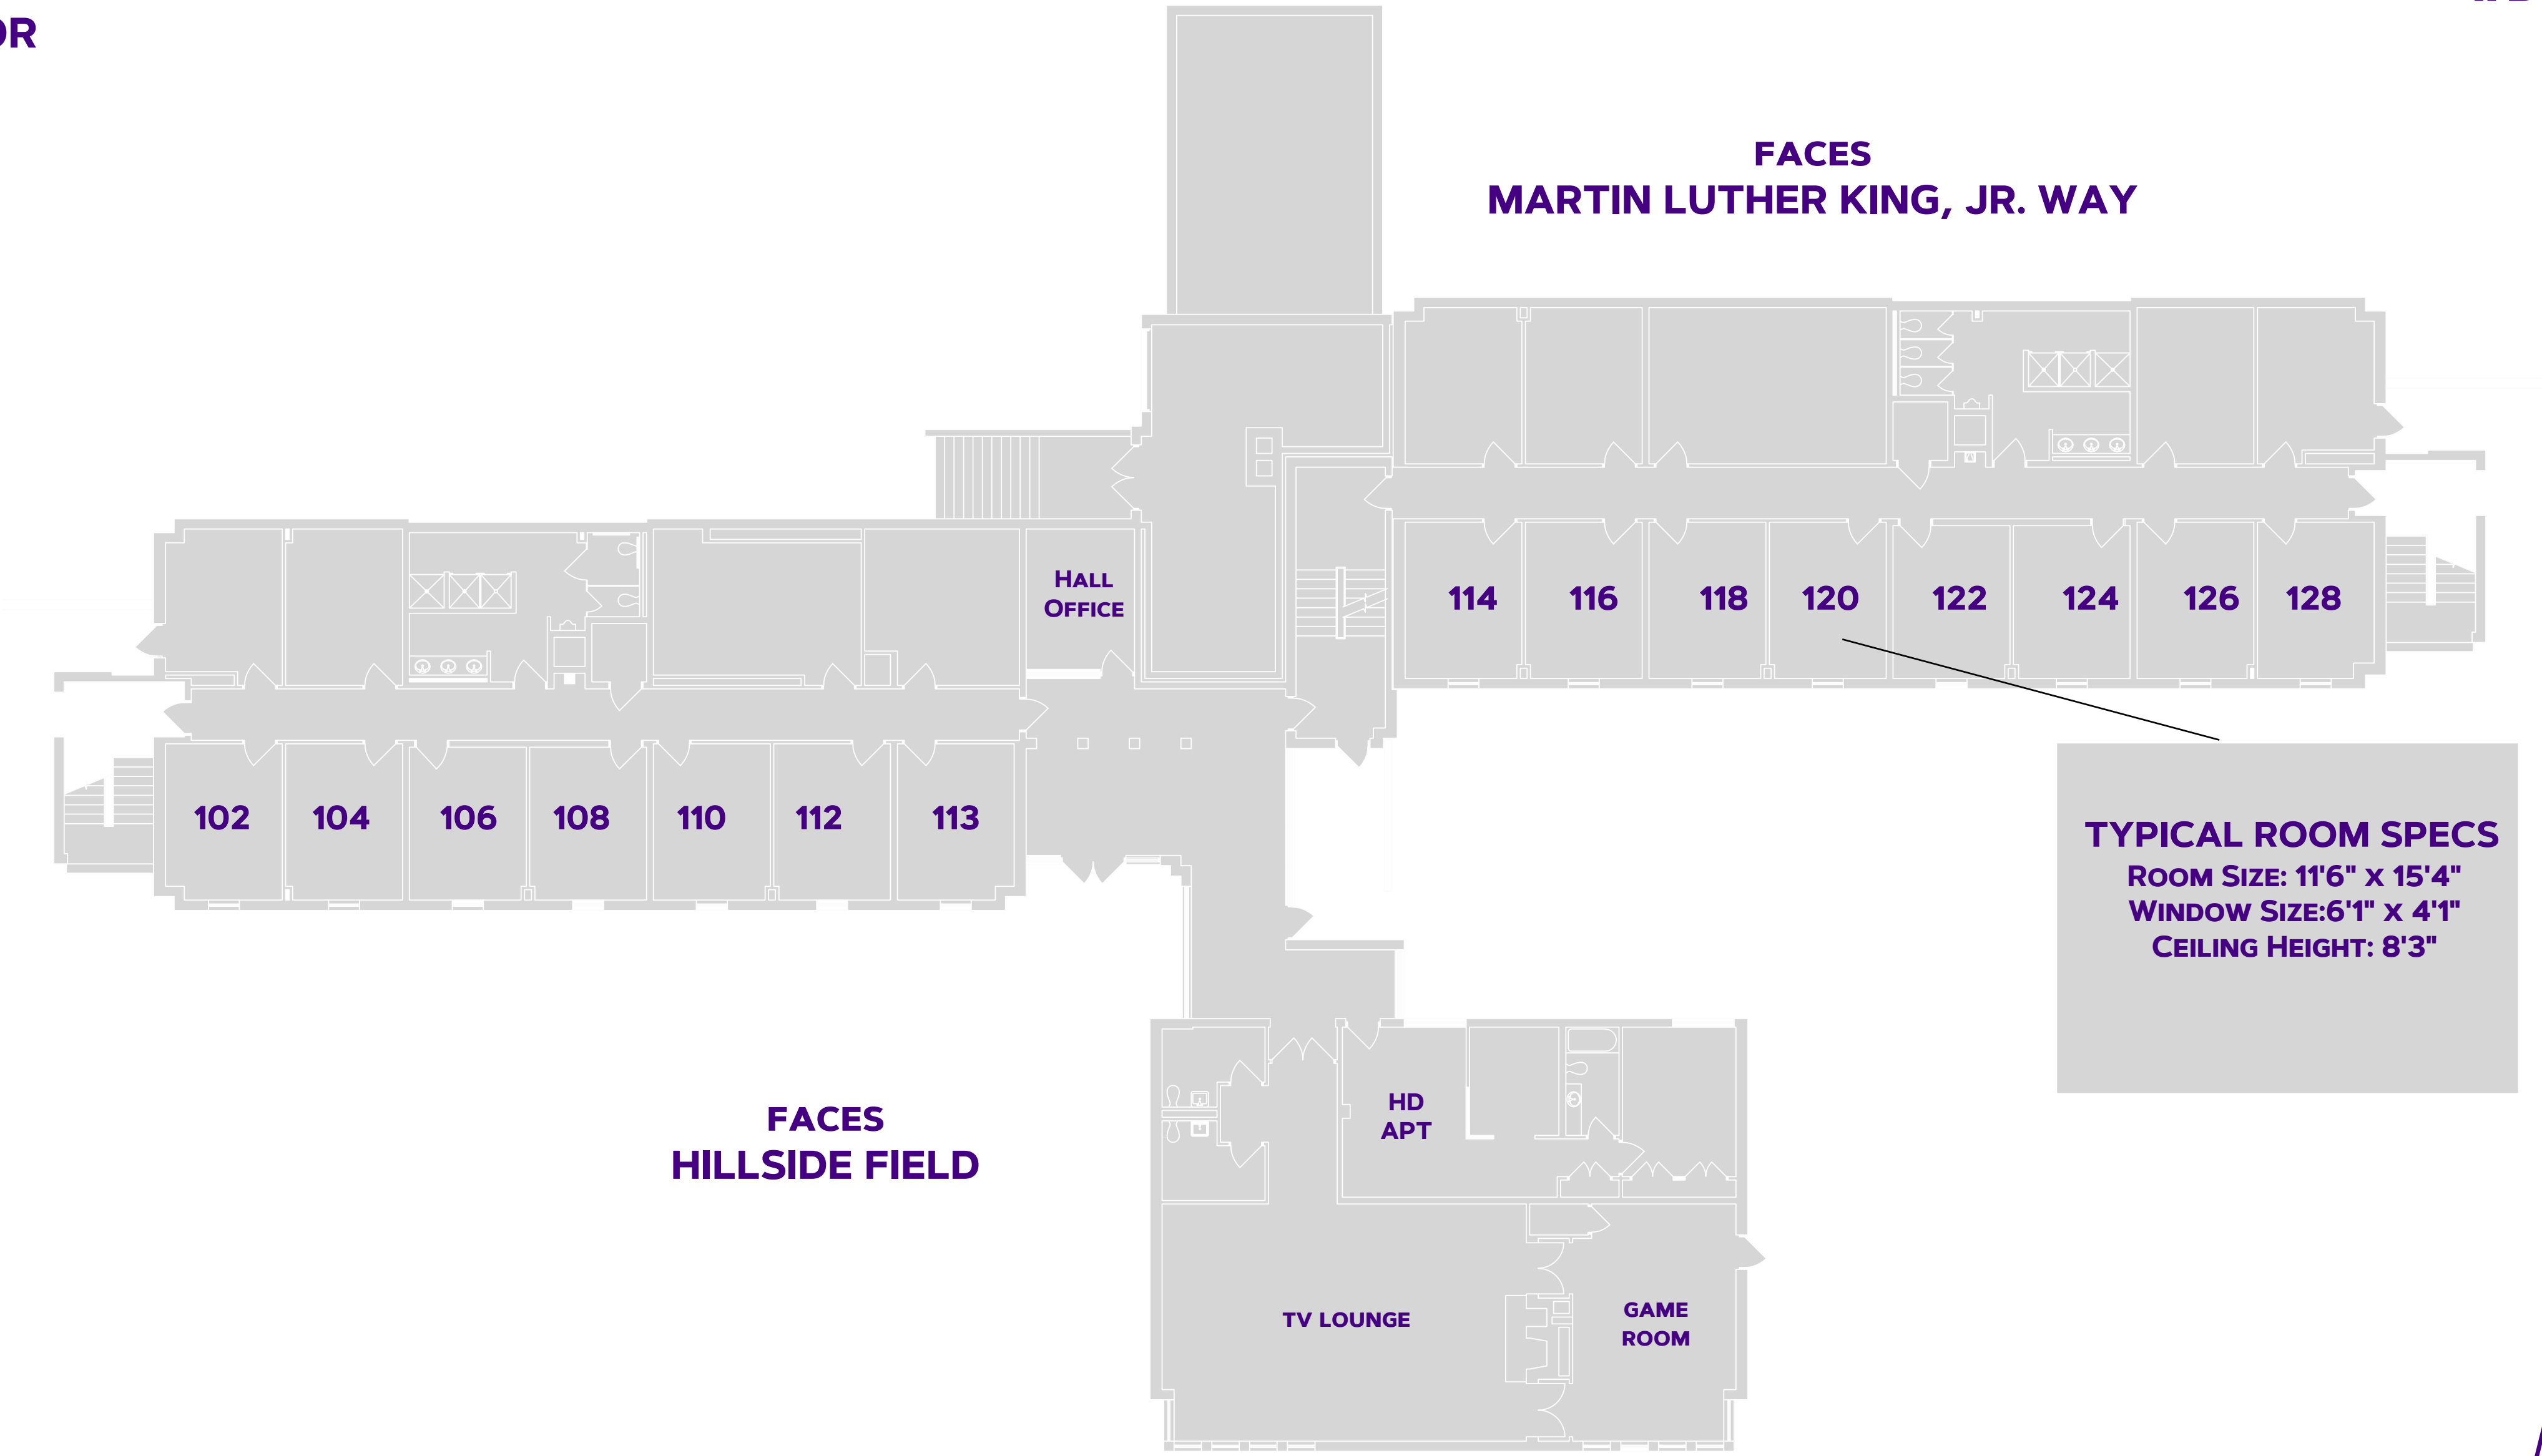 OR
FACES
MARTIN LUTHER KING, JR. WAY
HALL
OFFICE
114 116 118 120 122 124 126 128
102 104 106 108 110 112 113
TYPICAL ROOM SPECS
ROOM SIZE: 11'6" X 15'4"
WINDOW SIZE:6'1" X 4'1"
CEILING HEIGHT: 8'3"
FACES
HILLSIDE FIELD
HD
APT
TV LOUNGE
GAME
ROOM